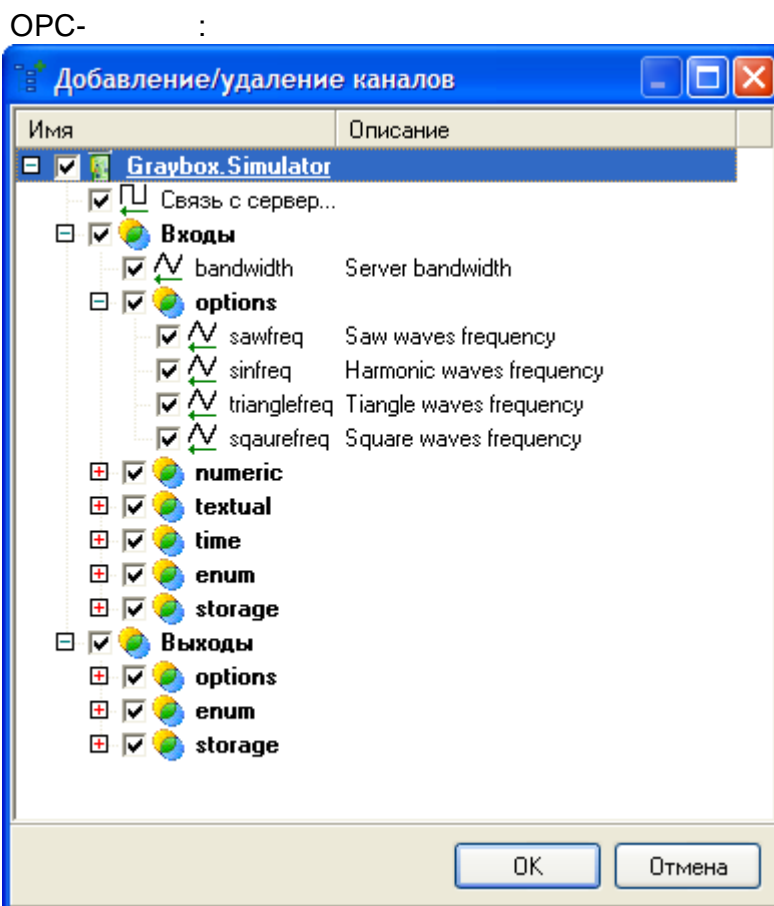 OPC- :
Добавление/удаление каналов
Имя Описание
Graybox.Simulator
Связь с сервер...
Входы
bandwidth Server bandwidth
options
sawfreq Saw waves frequency
sinfreq Harmonic waves frequency
trianglefreq Tiangle waves frequency
sqaurefreq Square waves frequency
numeric
textual
time
enum
storage
Выходы
options
enum
storage
OK Отмена